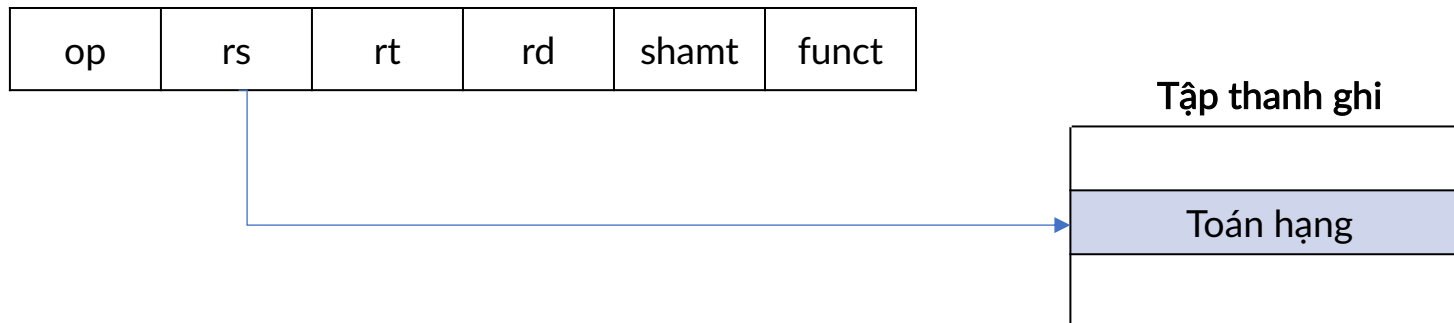 op rs rt rd shamt funct
Tập thanh ghi
Toán hạng